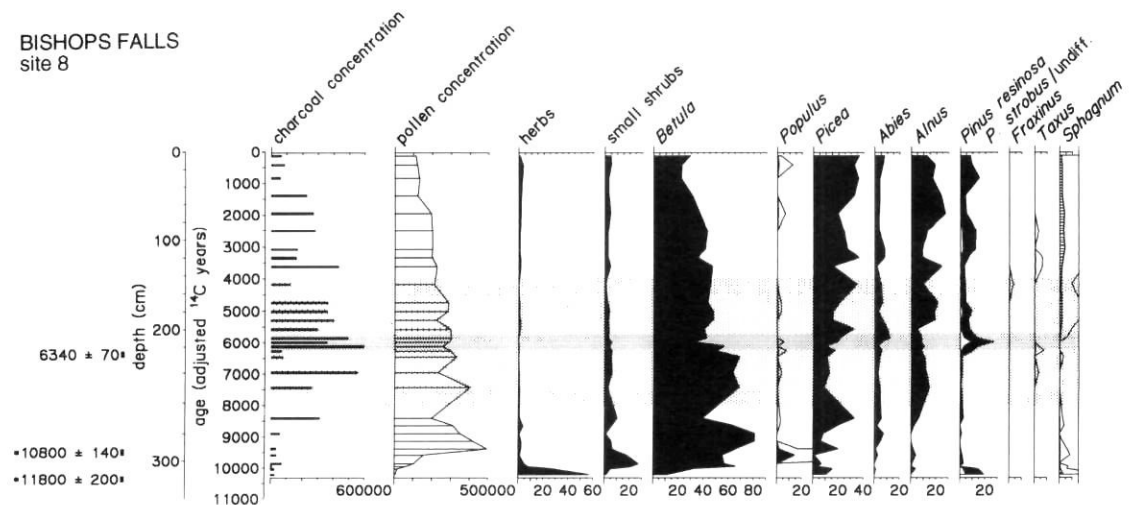 BISHOPS FALLS
site 8
charcoal concentration
pollen concentration
herbs
small shrubs
Betula
Populus
Picea
Abies
Alnus
Pinus resinosa
P. strobus/undiff.
Fraxinus
Taxus
Sphagnum
depth (cm)
0
100
200
300
6340 ± 70
10800 ± 140
11800 ± 200
age (adjusted 14C years)
0
1000
2000
3000
4000
5000
6000
7000
8000
9000
10000
11000
600000
500000
20 40 60
20
20 40 60 80
20
20
20
20